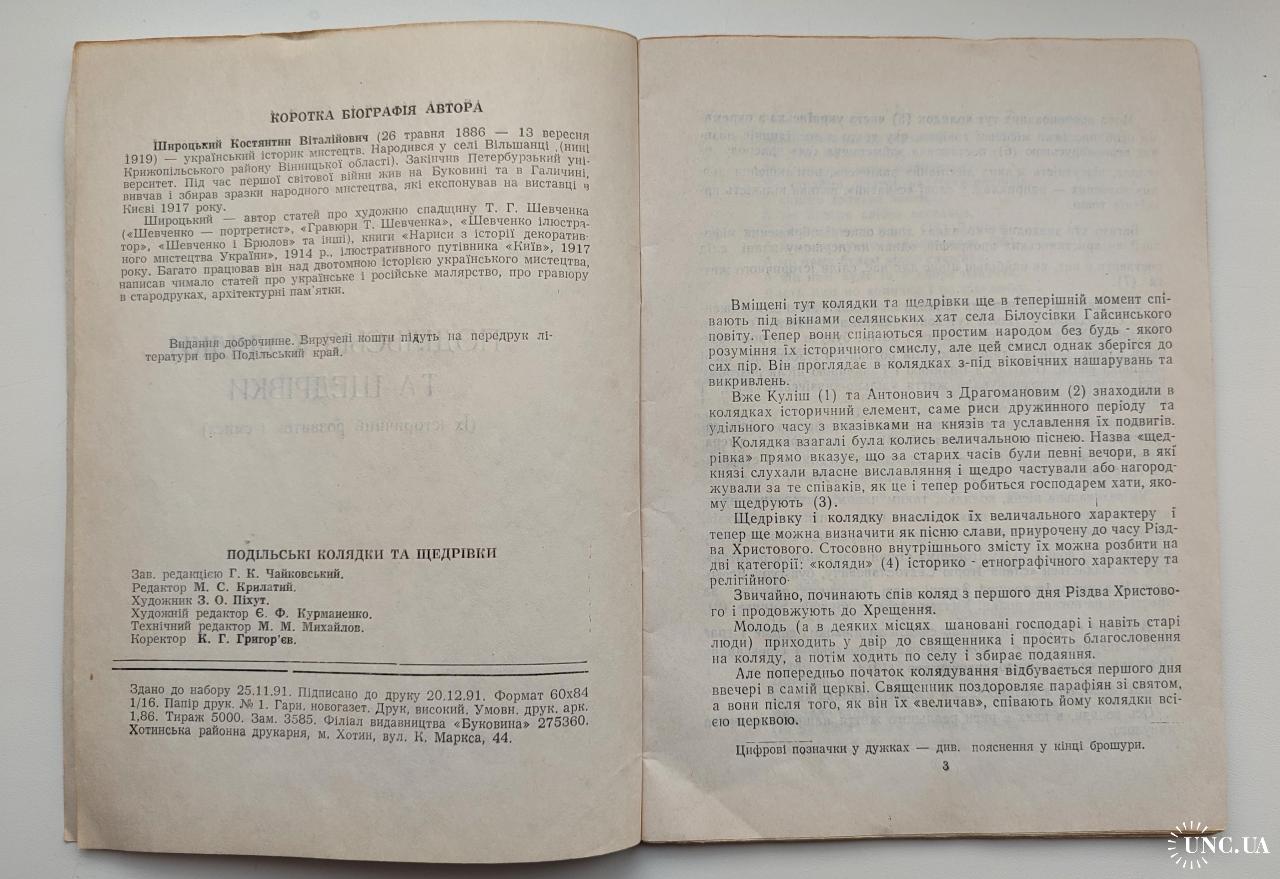 КОРОТКА БІОГРАФІЯ АВТОРА
Широцький Костянтин Віталійович (26 травня 1886 — 13 вересня
1919) — український історик мистецтв. Народився у селі Вільшанці (нині
Крижопільського району Вінницької області). Закінчив Петербурзький уні-
верситет. Під час першої світової війни жив на Буковині та в Галичині,
вивчав і збирав зразки народного мистецтва, які експонував на виставці у
Києві 1917 року.
Широцький — автор статей про художню спадщину Т. Г. Шевченка
(«Шевченко — портретист», «Гравюри Т. Шевченка», «Шевченко ілюстра-
тор», «Шевченко і Брюлов» та інші), книги «Нариси з історії декоратив-
ного мистецтва України», 1914 р., ілюстративного путівника «Київ», 1917
року. Багато працював він над двотомною історією українського мистецтва,
написав чимало статей про українське і російське малярство, про гравюру
в стародруках, архітектурні пам'ятки.
Видання доброчинне. Виручені кошти підуть на передрук лі-
тератури про Подільський край.
ПОДІЛЬСЬКІ КОЛЯДКИ ТА ЩЕДРІВКИ
Зав. редакцією Г. К. Чайковський.
Редактор М. С. Крилатий.
Художник З. О. Піхут.
Художній редактор Є. Ф. Курманенко.
Технічний редактор М. М. Михайлов.
Коректор К. Г. Григор'єв.
Здано до набору 25.11.91. Підписано до друку 20.12.91. Формат 60х84
1/16. Папір друк. № 1. Гарн. новогазет. Друк. високий. Умовн. друк. арк.
1,86. Тираж 5000. Зам. 3585. Філіал видавництва «Буковина» 275360.
Хотинська районна друкарня, м. Хотин, вул. К. Маркса, 44.
Вміщені тут колядки та щедрівки ще в теперішній момент спі-
вають під вікнами селянських хат села Білоусівки Гайсинського
повіту. Тепер вони співаються простим народом без будь - якого
розуміння їх історичного смислу, але цей смисл однак зберігся до
сих пір. Він проглядає в колядках з-під віковічних нашарувань та
викривлень.
Вже Куліш (1) та Антонович з Драгомановим (2) знаходили в
колядках історичний елемент, саме риси дружинного періоду та
удільного часу з вказівками на князів та уславлення їх подвигів.
Колядка взагалі була колись величальною піснею. Назва «щед-
рівка» прямо вказує, що за старих часів були певні вечори, в які
князі слухали власне виславляння і щедро частували або нагород-
жували за те співаків, як це і тепер робиться господарем хати, яко-
му щедрують (3).
Щедрівку і колядку внаслідок їх величального характеру і
тепер ще можна визначити як пісню слави, приурочену до часу Різд-
ва Христового. Стосовно внутрішнього змісту їх можна розбити на
дві категорії: «коляди» (4) історико - етнографічного характеру та
релігійного.
Звичайно, починають спів коляд з першого дня Різдва Христово-
го і продовжують до Хрещення.
Молодь (а в деяких місцях шановані господарі і навіть старі
люди) приходить у двір до священника і просить благословення
на коляду, а потім ходить по селу і збирає подаяння.
Але попередньо початок колядування відбувається першого дня
ввечері в самій церкві. Священник поздоровляє парафіян зі святом,
а вони після того, як він їх «величав», співають йому колядки всі-
єю церквою.
Цифрові позначки у дужках — див. пояснення у кінці брошури.
3
UNC.UA